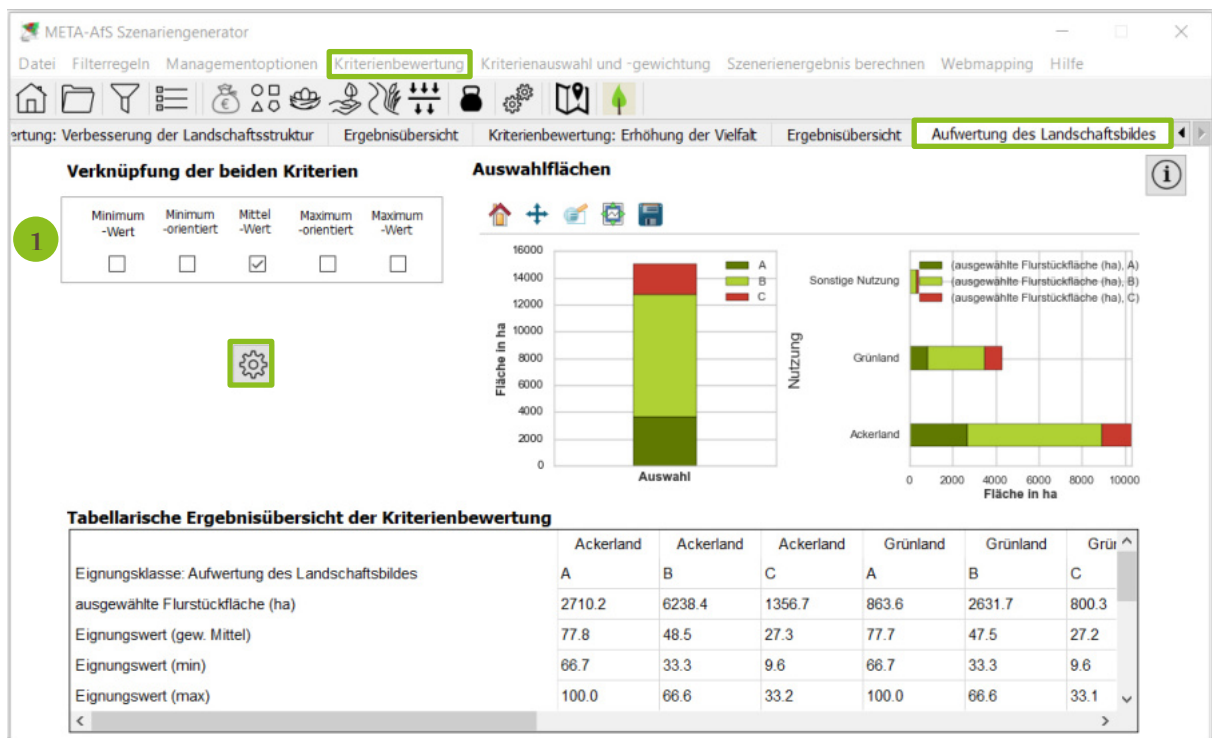 META-AfS Szenariengenerator
Datei Filterregeln Managementoptionen Kriterienbewertung Kriterienauswahl und -gewichtung Szenerienergebnis berechnen Webmapping Hilfe
ertung: Verbesserung der Landschaftsstruktur Ergebnisübersicht Kriterienbewertung: Erhöhung der Vielfalt Ergebnisübersicht Aufwertung des Landschaftsbildes
Verknüpfung der beiden Kriterien
1
Minimum Minimum Mittel Maximum Maximum
-Wert -orientiert -Wert -orientiert -Wert
Auswahlflächen
i
16000
14000
12000
10000
8000
6000
4000
2000
0
Fläche in ha
Auswahl
A
B
C
Nutzung
Sonstige Nutzung
Grünland
Ackerland
(ausgewählte Flurstückfläche (ha), A)
(ausgewählte Flurstückfläche (ha), B)
(ausgewählte Flurstückfläche (ha), C)
0 2000 4000 6000 8000 10000
Fläche in ha
Tabellarische Ergebnisübersicht der Kriterienbewertung
Ackerland Ackerland Ackerland Grünland Grünland Grür
Eignungsklasse: Aufwertung des Landschaftsbildes A B C A B C
ausgewählte Flurstückfläche (ha) 2710.2 6238.4 1356.7 863.6 2631.7 800.3
Eignungswert (gew. Mittel) 77.8 48.5 27.3 77.7 47.5 27.2
Eignungswert (min) 66.7 33.3 9.6 66.7 33.3 9.6
Eignungswert (max) 100.0 66.6 33.2 100.0 66.6 33.1